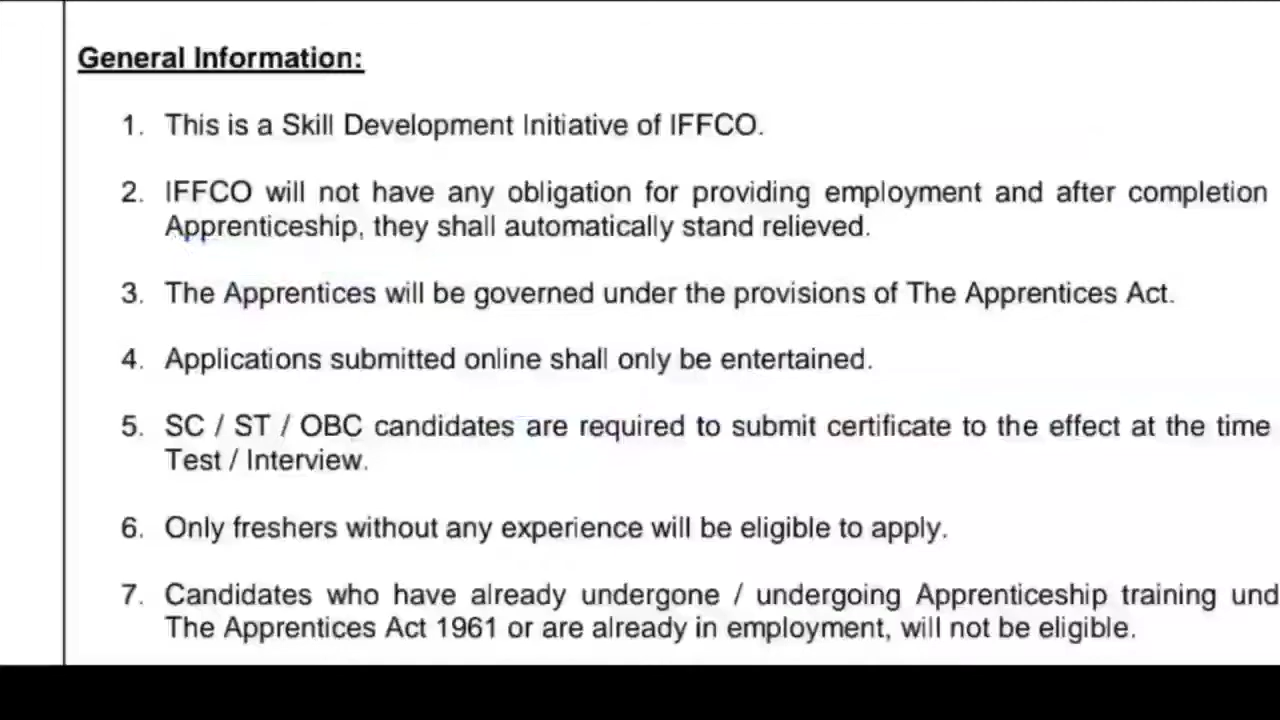 General Information:
1. This is a Skill Development Initiative of IFFCO.
2. IFFCO will not have any obligation for providing employment and after completion
Apprenticeship, they shall automatically stand relieved.
3. The Apprentices will be governed under the provisions of The Apprentices Act.
4. Applications submitted online shall only be entertained.
5. SC / ST / OBC candidates are required to submit certificate to the effect at the time
Test / Interview.
6. Only freshers without any experience will be eligible to apply.
7. Candidates who have already undergone / undergoing Apprenticeship training und
The Apprentices Act 1961 or are already in employment, will not be eligible.